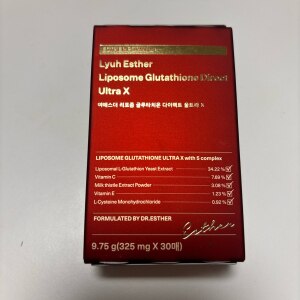 Lyuh Esther
Liposome Glutathione Direct
Ultra X
여에스더 리포좀 글루타치온 다이렉트 울트라 X
LIPOSOME GLUTATHIONE ULTRA X with 5 complex
Liposomal L-Glutathion Yeast Extract 34.22 %
Vitamin C 7.69 %
Milk thistle Extract Powder 3.08 %
Vitamin E 1.23 %
L-Cysteine Monohydrochloride 0.92 %
FORMULATED BY DR.ESTHER
Esther
9.75 g(325 mg X 30매)